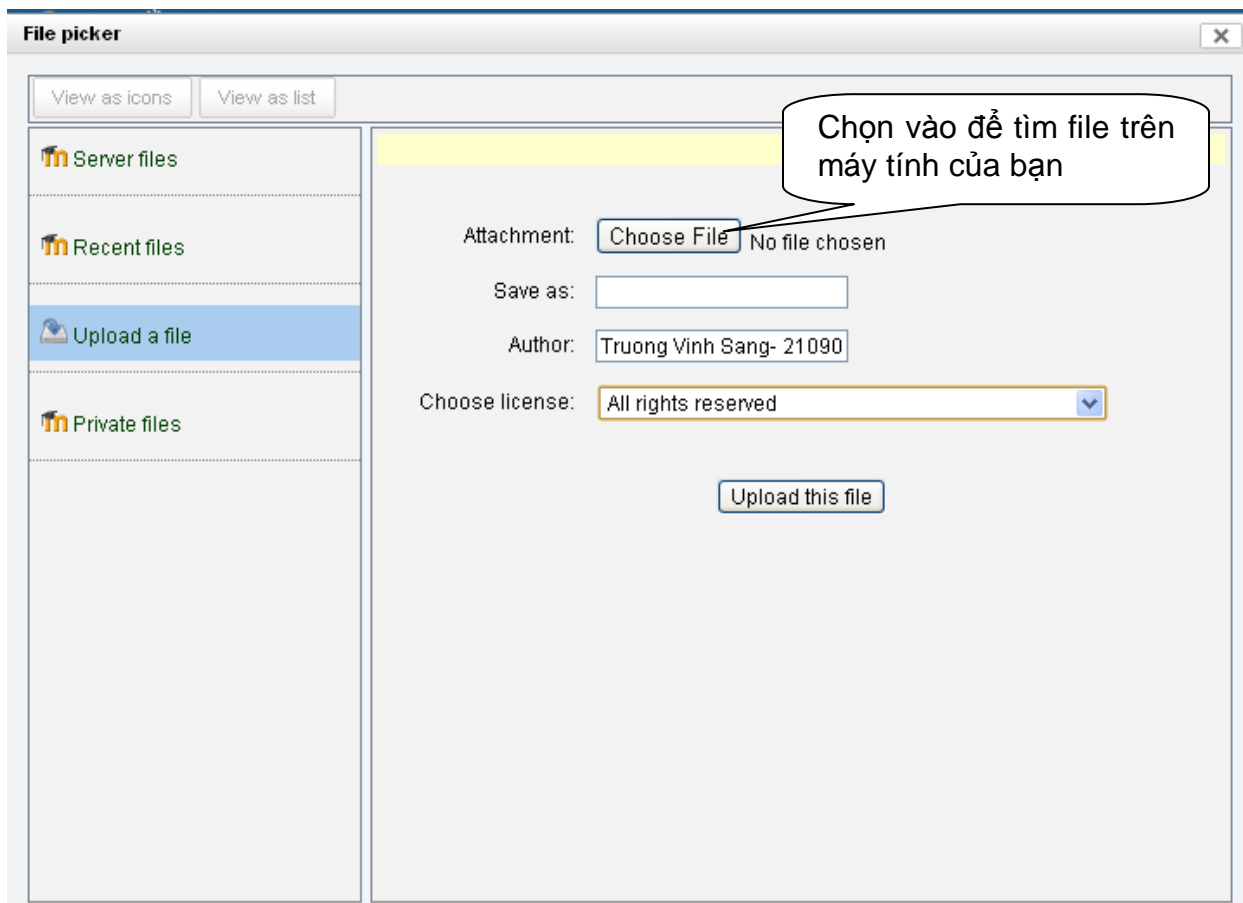 File picker
View as icons View as list
Chọn vào để tìm file trên
máy tính của bạn
Server files
Recent files
Upload a file
Private files
Attachment: Choose File No file chosen
Save as:
Author: Truong Vinh Sang- 21090
Choose license: All rights reserved
Upload this file